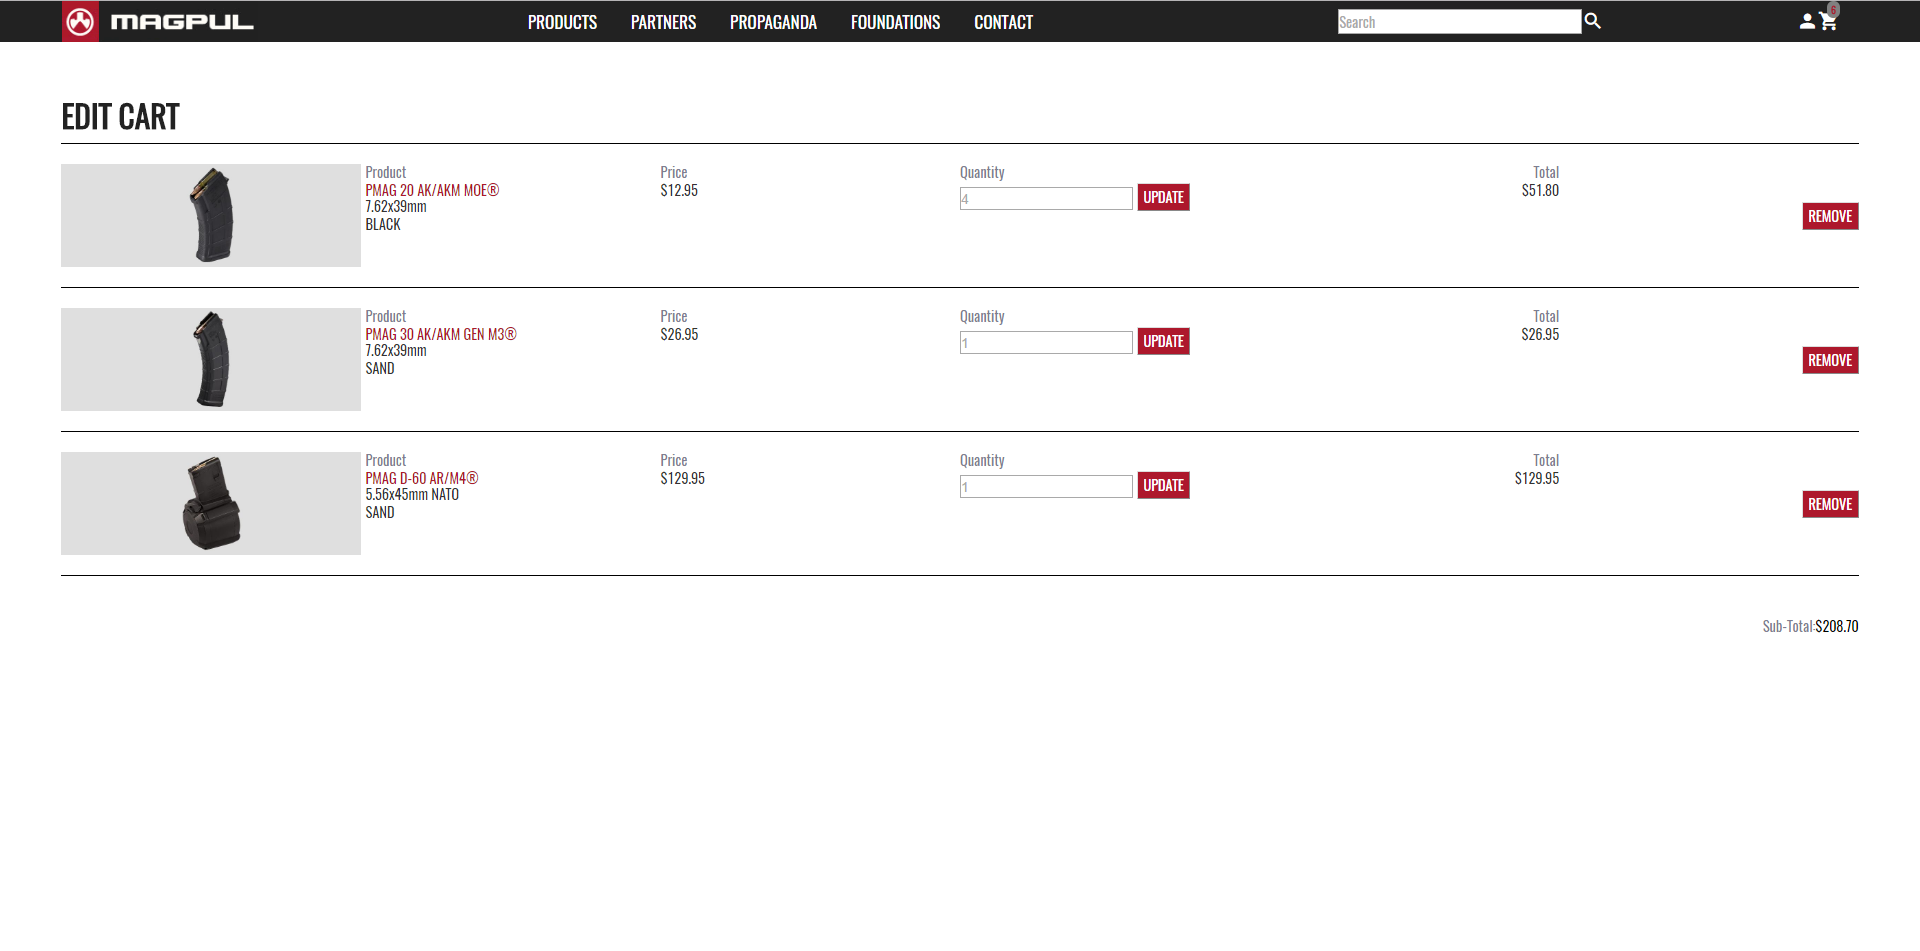 MAGPUL PRODUCTS PARTNERS PROPAGANDA FOUNDATIONS CONTACT Search 6
EDIT CART
Product Price Quantity Total
PMAG 20 AK/AKM MOE® $12.95 4 UPDATE $51.80
7.62x39mm
BLACK REMOVE
Product Price Quantity Total
PMAG 30 AK/AKM GEN M3® $26.95 1 UPDATE $26.95
7.62x39mm
SAND REMOVE
Product Price Quantity Total
PMAG D-60 AR/M4® $129.95 1 UPDATE $129.95
5.56x45mm NATO
SAND REMOVE
Sub-Total:$208.70